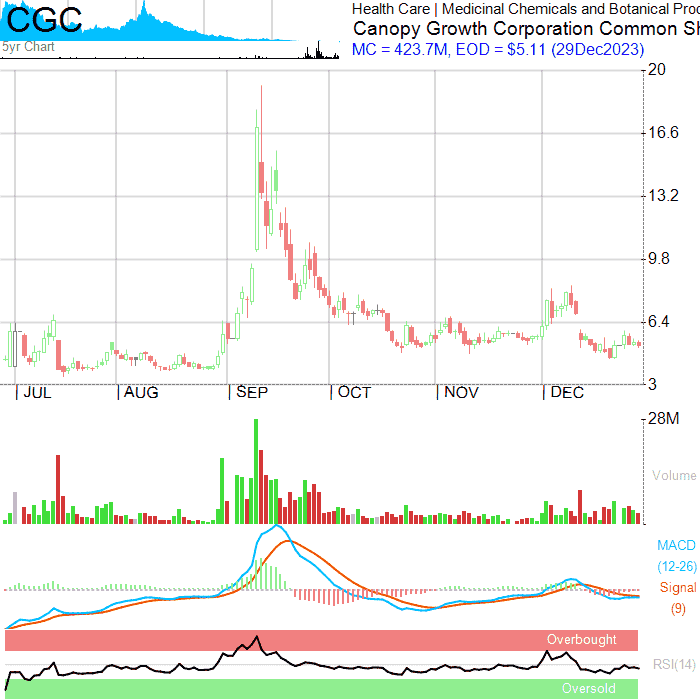 CGC
5yr Chart
Health Care | Medicinal Chemicals and Botanical Prod
Canopy Growth Corporation Common Sh
MC = 423.7M, EOD = $5.11 (29Dec2023)
20
16.6
13.2
9.8
6.4
3
JUL AUG SEP OCT NOV DEC
28M
Volume
MACD
(12-26)
Signal
(9)
Overbought
RSI(14)
Oversold